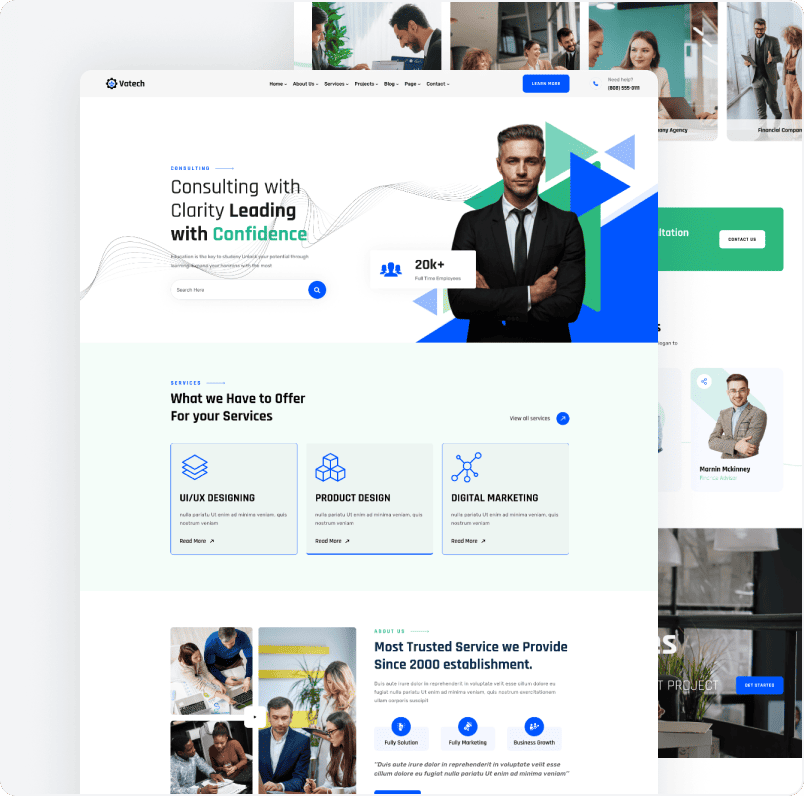 Vatech
Home
About Us
Services
Projects
Blog
Page
Contact
LEARN MORE
Need help?
(808) 555-0111
CONSULTING
Consulting with
Clarity Leading
with Confidence
Education is the key to studeny Unlock your potential through
learning Expand your horizons with the most
Search Here
20k+
Full Time Employees
SERVICES
What we Have to Offer
For your Services
View all services
UI/UX DESIGNING
nulla pariatu Ut enim ad minima veniam, quis
nostrum veniam
Read More
PRODUCT DESIGN
nulla pariatu Ut enim ad minima veniam, quis
nostrum veniam
Read More
DIGITAL MARKETING
nulla pariatu Ut enim ad minima veniam, quis
nostrum veniam
Read More
ABOUT US
Most Trusted Service we Provide
Since 2000 establishment.
Duis aute irure dolor in reprehenderit in voluptate velit esse cillum dolore eu
fugiat nulla pariatu Ut enim ad minima veniam, quis nostrum exercitationem
ullam corporis suscipit
Fully Solution
Fully Marketing
Business Growth
"Duis aute irure dolor in reprehenderit in voluptate velit esse
cillum dolore eu fugiat nulla pariatu Ut enim ad minima veniam"
Agency
Financial Compan
ltation
CONTACT US
slogan to
Marnin Mckinney
Finance Advisor
es
T PROJECT
GET STARTED